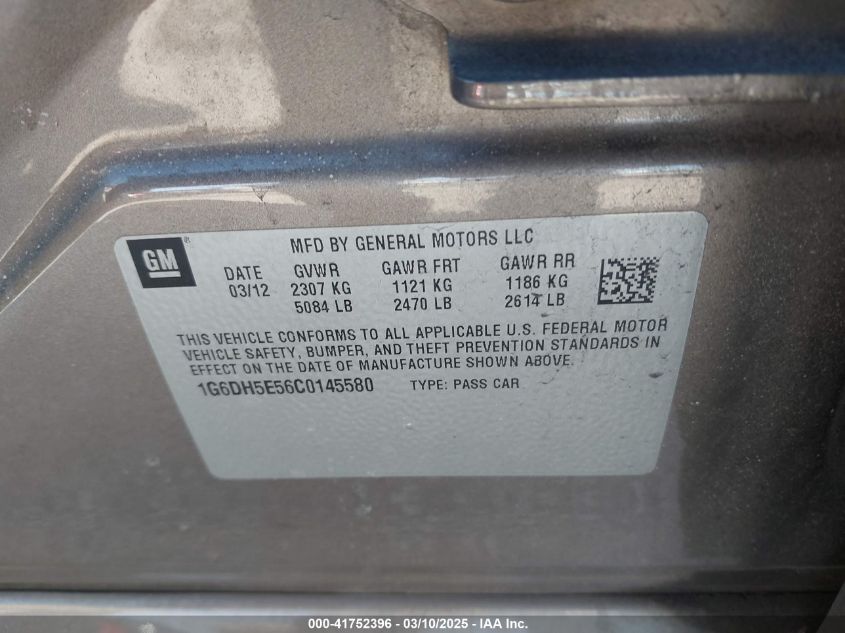 GM ®
MFD BY GENERAL MOTORS LLC
DATE GVWR GAWR FRT GAWR RR
03/12 2307 KG 1121 KG 1186 KG
5084 LB 2470 LB 2614 LB
THIS VEHICLE CONFORMS TO ALL APPLICABLE U.S. FEDERAL MOTOR
VEHICLE SAFETY, BUMPER, AND THEFT PREVENTION STANDARDS IN
EFFECT ON THE DATE OF MANUFACTURE SHOWN ABOVE.
1G6DH5E56C0145580 TYPE: PASS CAR
000-41752396 - 03/10/2025 - IAA Inc.